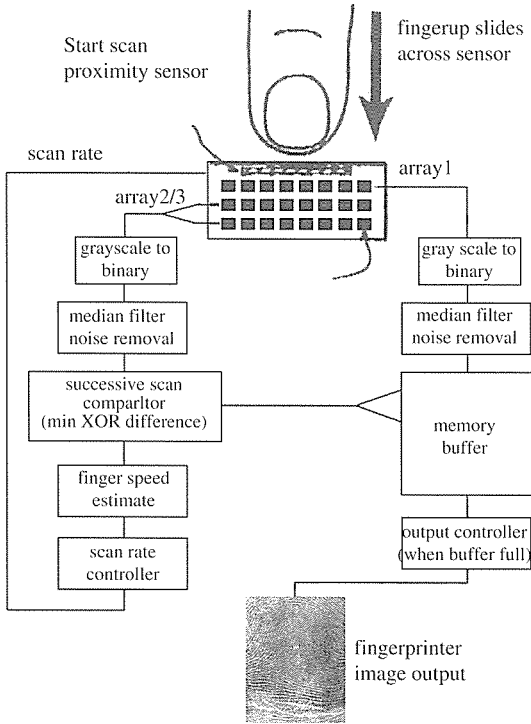 Start scan
proximity sensor
fingerup slides
across sensor
scan rate
array1
array2/3
grayscale to
binary
gray scale to
binary
median filter
noise removal
median filter
noise removal
successive scan
comparltor
(min XOR difference)
memory
buffer
finger speed
estimate
output controller
(when buffer full)
scan rate
controller
fingerprinter
image output